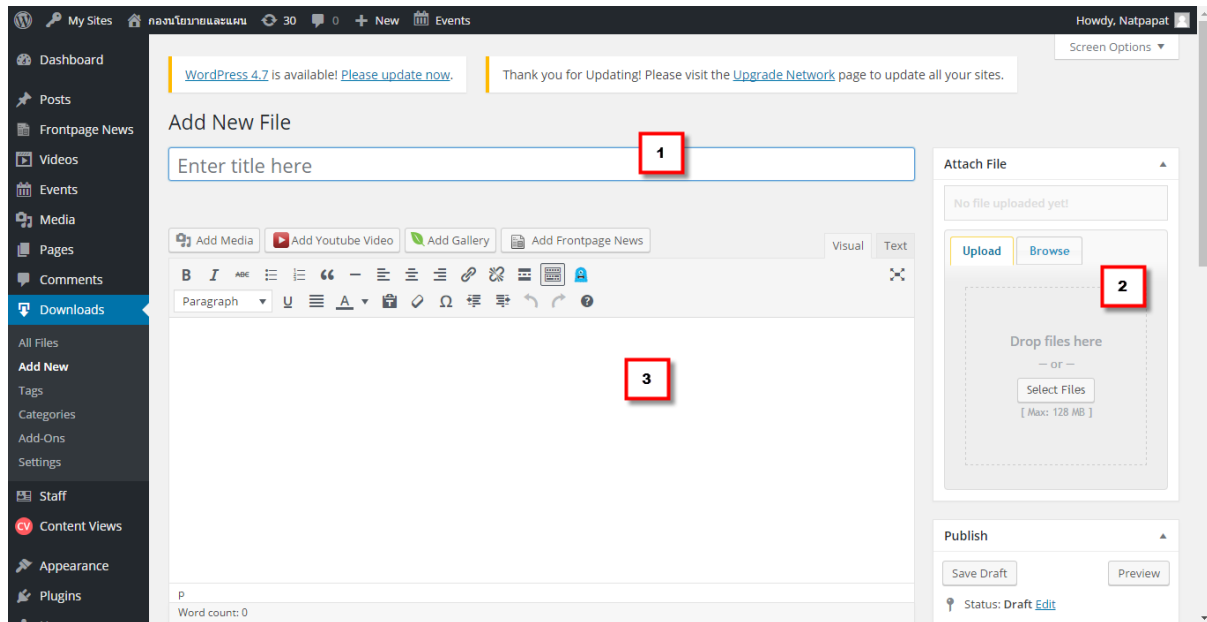 My Sites กองนโยบายและแผน 30 0 New Events Howdy, Natpapat
Screen Options
Dashboard
Posts
Frontpage News
Videos
Events
Media
Pages
Comments
Downloads
All Files
Add New
Tags
Categories
Add-Ons
Settings
Staff
CV Content Views
Appearance
Plugins
WordPress 4.7 is available! Please update now.
Thank you for Updating! Please visit the Upgrade Network page to update all your sites.
Add New File
Enter title here
1
Add Media Add Youtube Video Add Gallery Add Frontpage News
Visual Text
B I ABC
Paragraph U A Ω
3
p
Word count: 0
Attach File
No file uploaded yet!
Upload Browse
2
Drop files here
— or —
Select Files
[ Max: 128 MB ]
Publish
Save Draft Preview
Status: Draft Edit